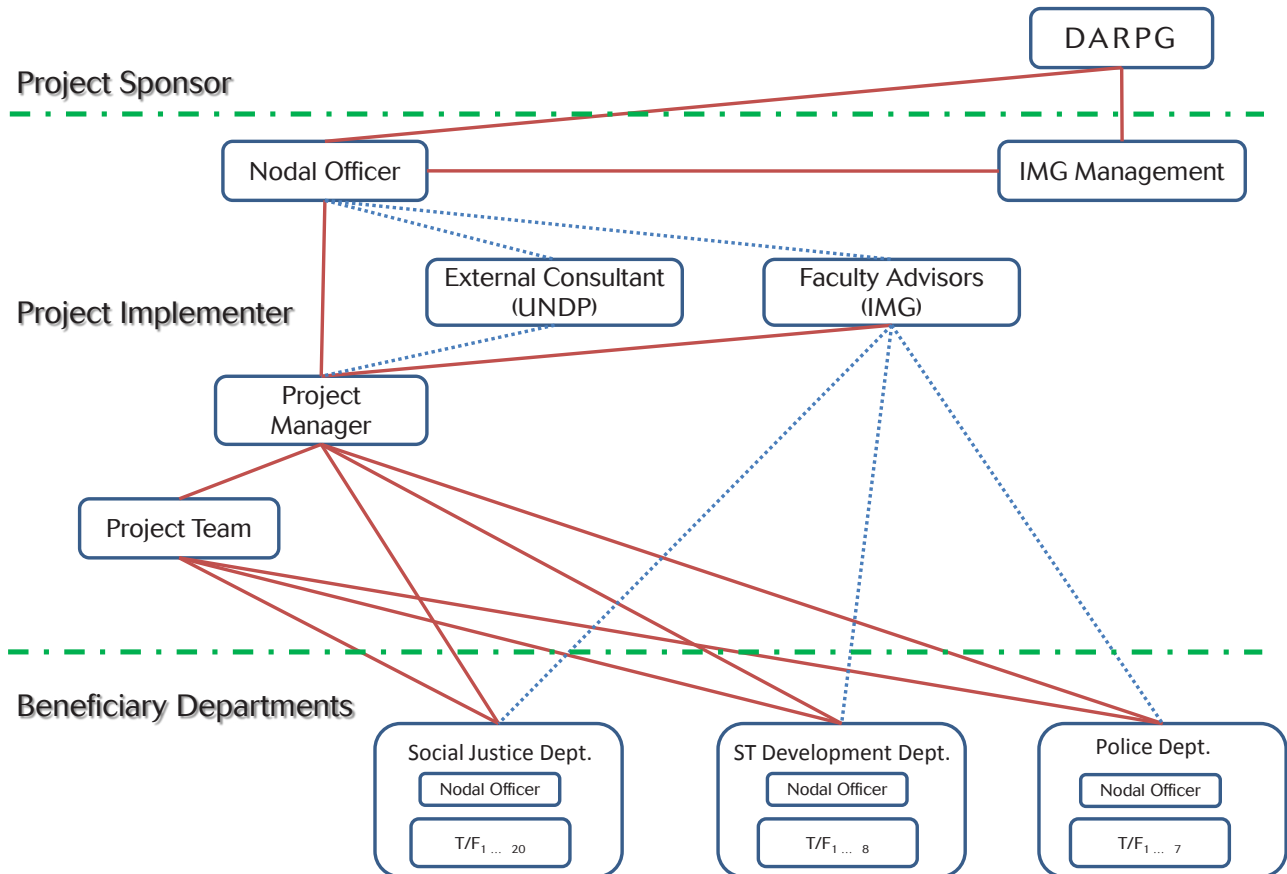 DARPG
Project Sponsor
Nodal Officer
IMG Management
External Consultant
(UNDP)
Faculty Advisors
(IMG)
Project Implementer
Project
Manager
Project Team
Beneficiary Departments
Social Justice Dept.
Nodal Officer
T/F1 ... 20
ST Development Dept.
Nodal Officer
T/F1 ... 8
Police Dept.
Nodal Officer
T/F1 ... 7